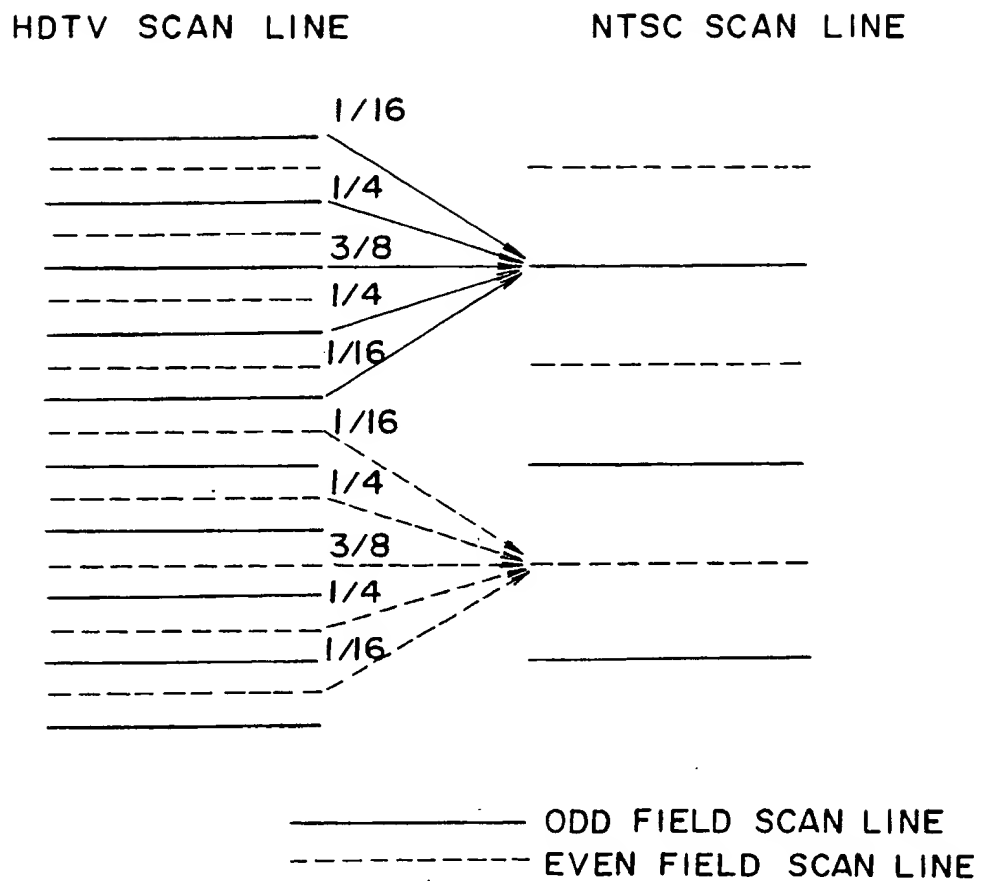 HDTV SCAN LINE
NTSC SCAN LINE
1/16
1/4
3/8
1/4
1/16
1/16
1/4
3/8
1/4
1/16
ODD FIELD SCAN LINE
EVEN FIELD SCAN LINE